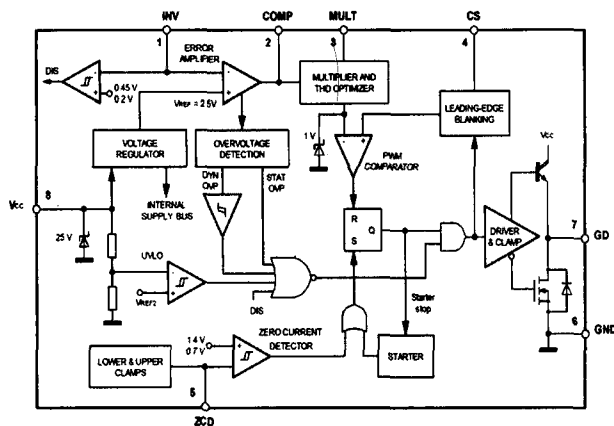 INV
COMP
MULT
CS
1
2
3
4
ERROR
AMPLIFIER
DIS
0.45 V
0.2 V
VREF = 2.5V
MULTIPLIER AND
THD OPTIMIZER
LEADING-EDGE
BLANKING
1 V
VOLTAGE
REGULATOR
OVERVOLTAGE
DETECTION
PWM
COMPARATOR
Vcc
DYN
OVP
STAT
OVP
8
Vcc
INTERNAL
SUPPLY BUS
R
S
Q
DRIVER
& CLAMP
7
GD
25 V
UVLO
VREF2
DIS
Starter
stop
6
GND
ZERO CURRENT
DETECTOR
1.4 V
0.7 V
LOWER & UPPER
CLAMPS
STARTER
5
ZCD